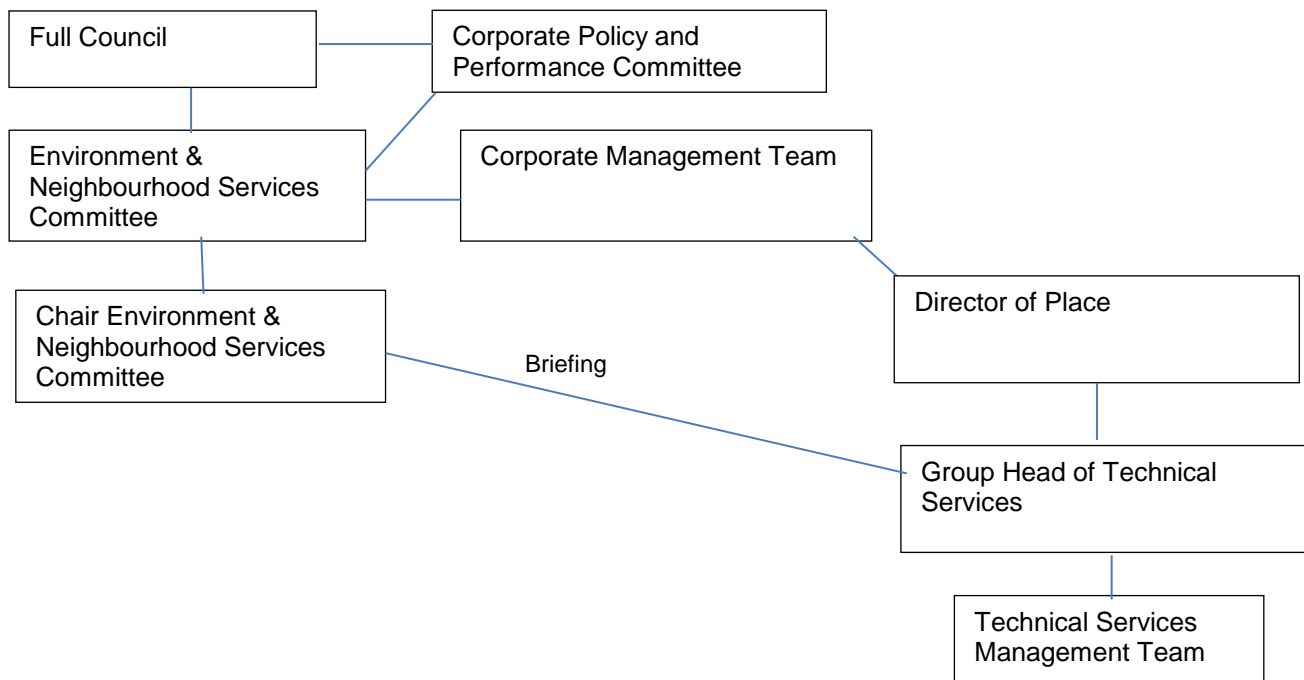 Full Council
Corporate Policy and
Performance Committee
Environment &
Neighbourhood Services
Committee
Corporate Management Team
Chair Environment &
Neighbourhood Services
Committee
Director of Place
Briefing
Group Head of Technical
Services
Technical Services
Management Team